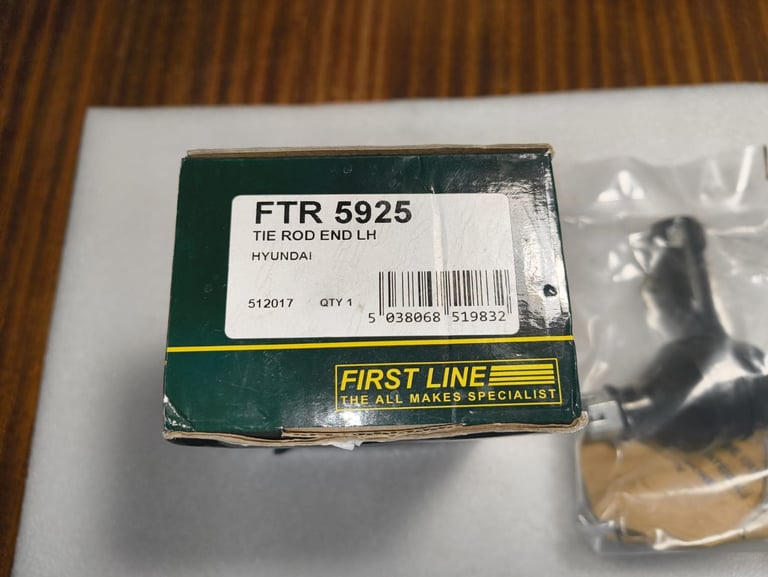 FTR 5925
TIE ROD END LH
HYUNDAI
512017 QTY 1
5 038068 519832
FIRST LINE
THE ALL MAKES SPECIALIST